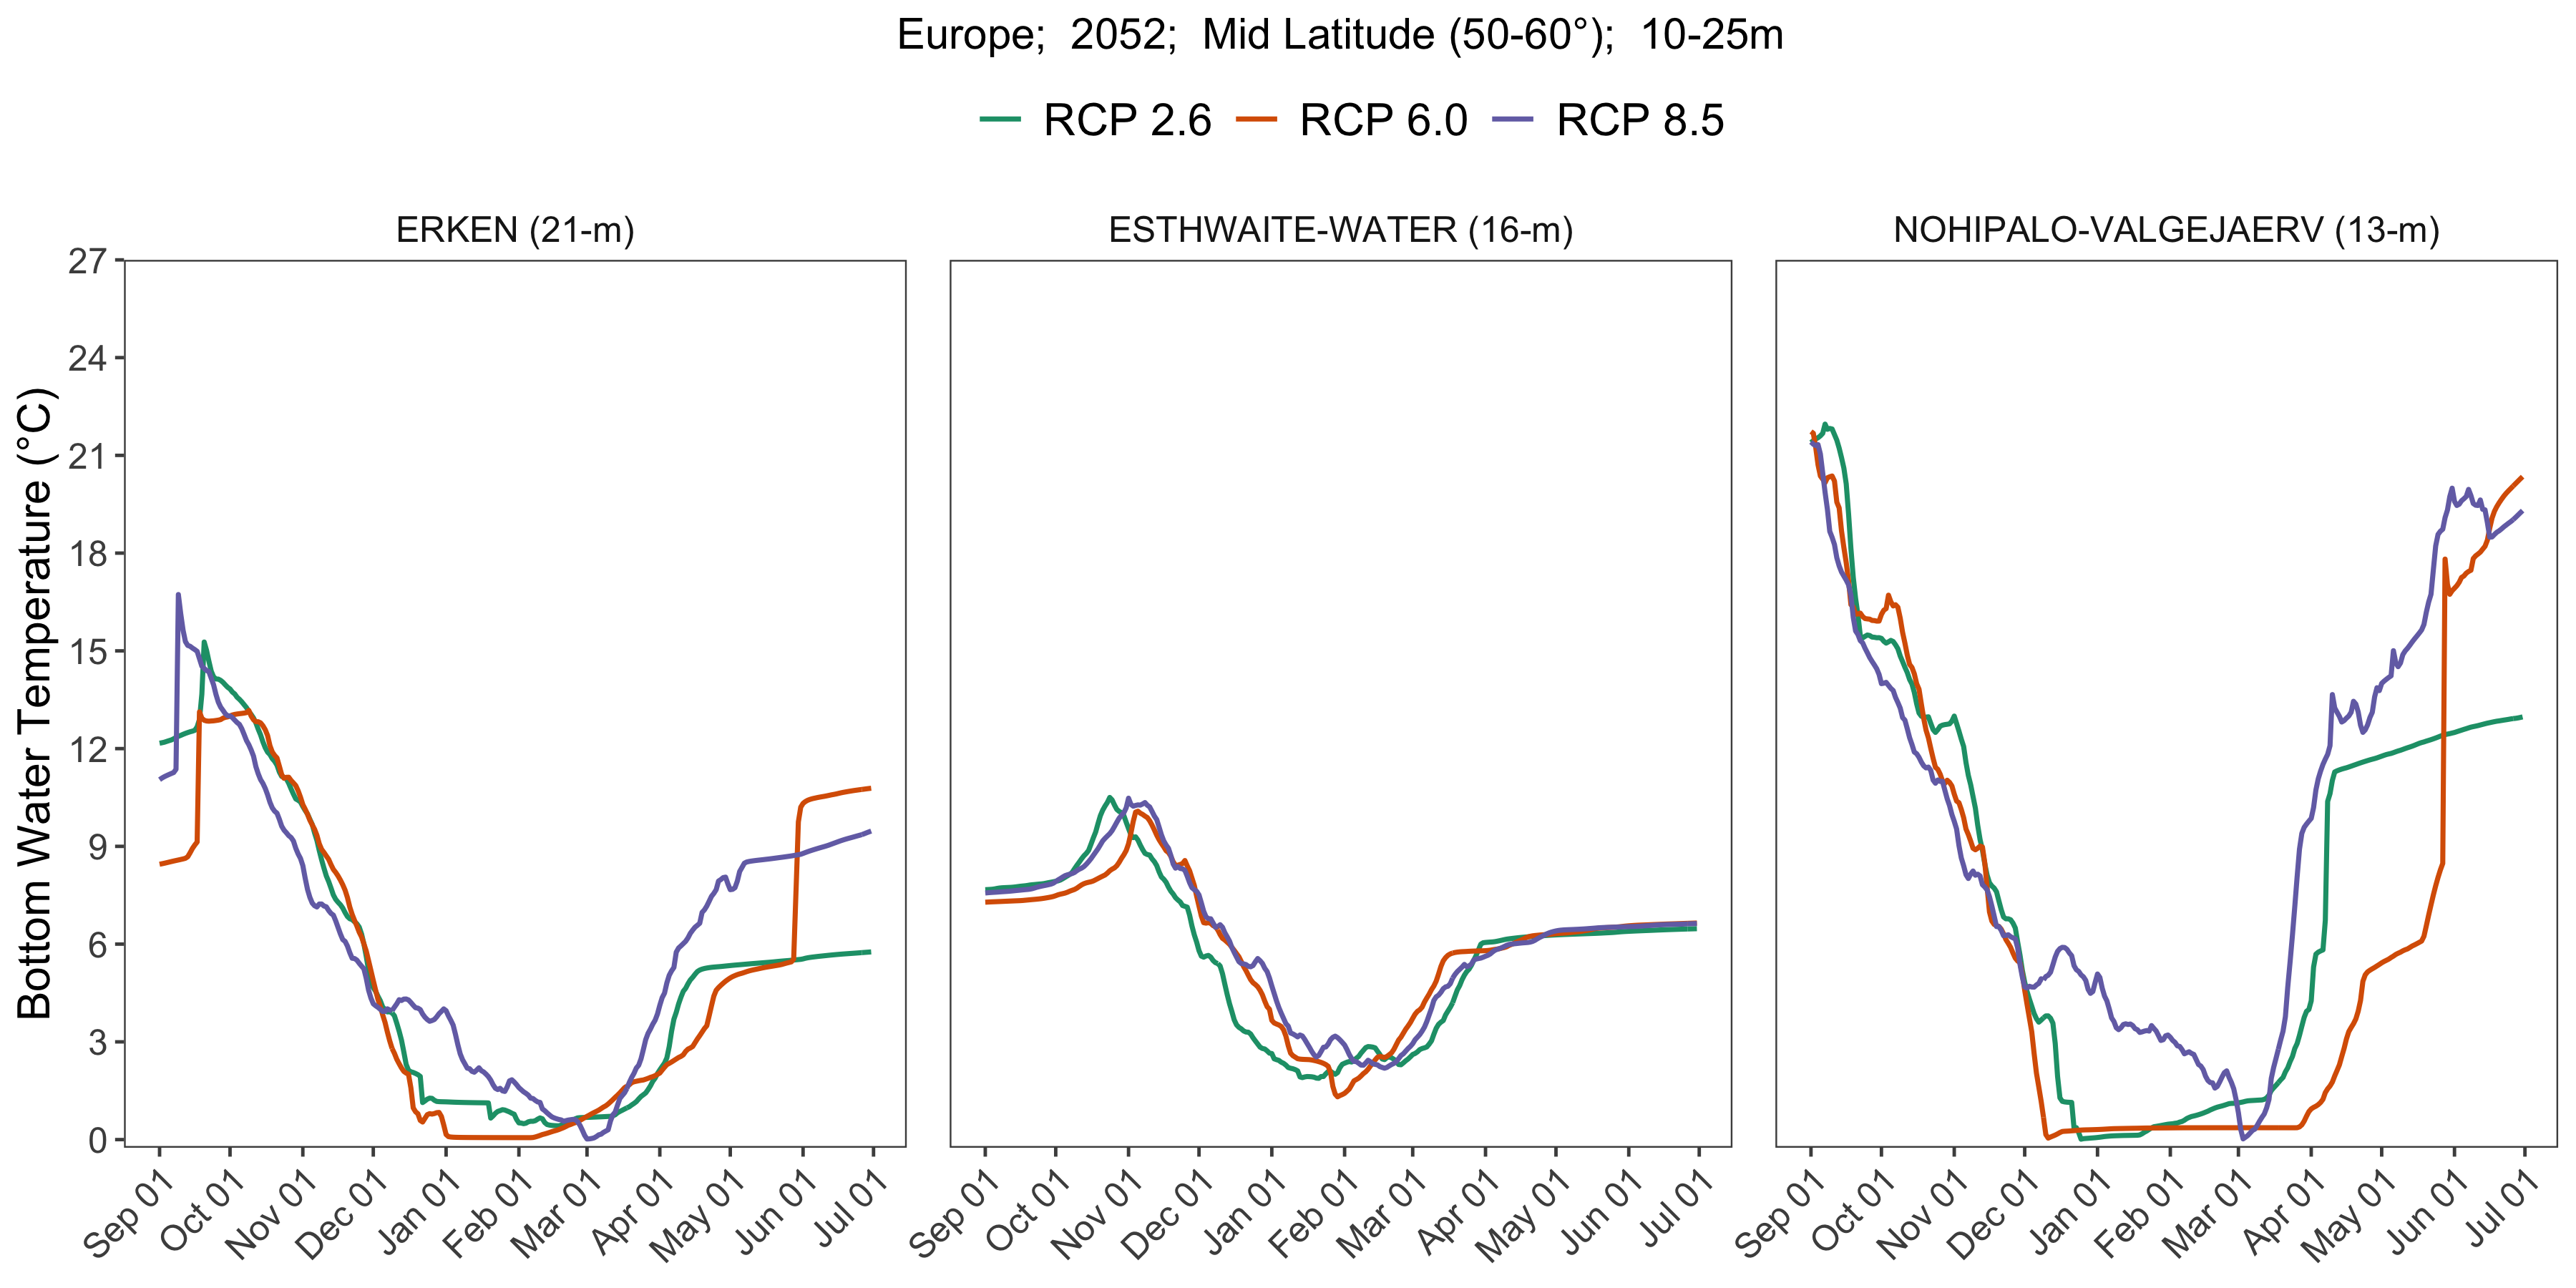 Europe;  2052;  Mid Latitude (50-60°);  10-25m
RCP 2.6 RCP 6.0 RCP 8.5
ERKEN (21-m) ESTHWAITE-WATER (16-m) NOHIPALO-VALGEJAERV (13-m)
Bottom Water Temperature (°C)
27
24
21
18
15
12
9
6
3
0
Sep 01 Oct 01 Nov 01 Dec 01 Jan 01 Feb 01 Mar 01 Apr 01 May 01 Jun 01 Jul 01
Sep 01 Oct 01 Nov 01 Dec 01 Jan 01 Feb 01 Mar 01 Apr 01 May 01 Jun 01 Jul 01
Sep 01 Oct 01 Nov 01 Dec 01 Jan 01 Feb 01 Mar 01 Apr 01 May 01 Jun 01 Jul 01